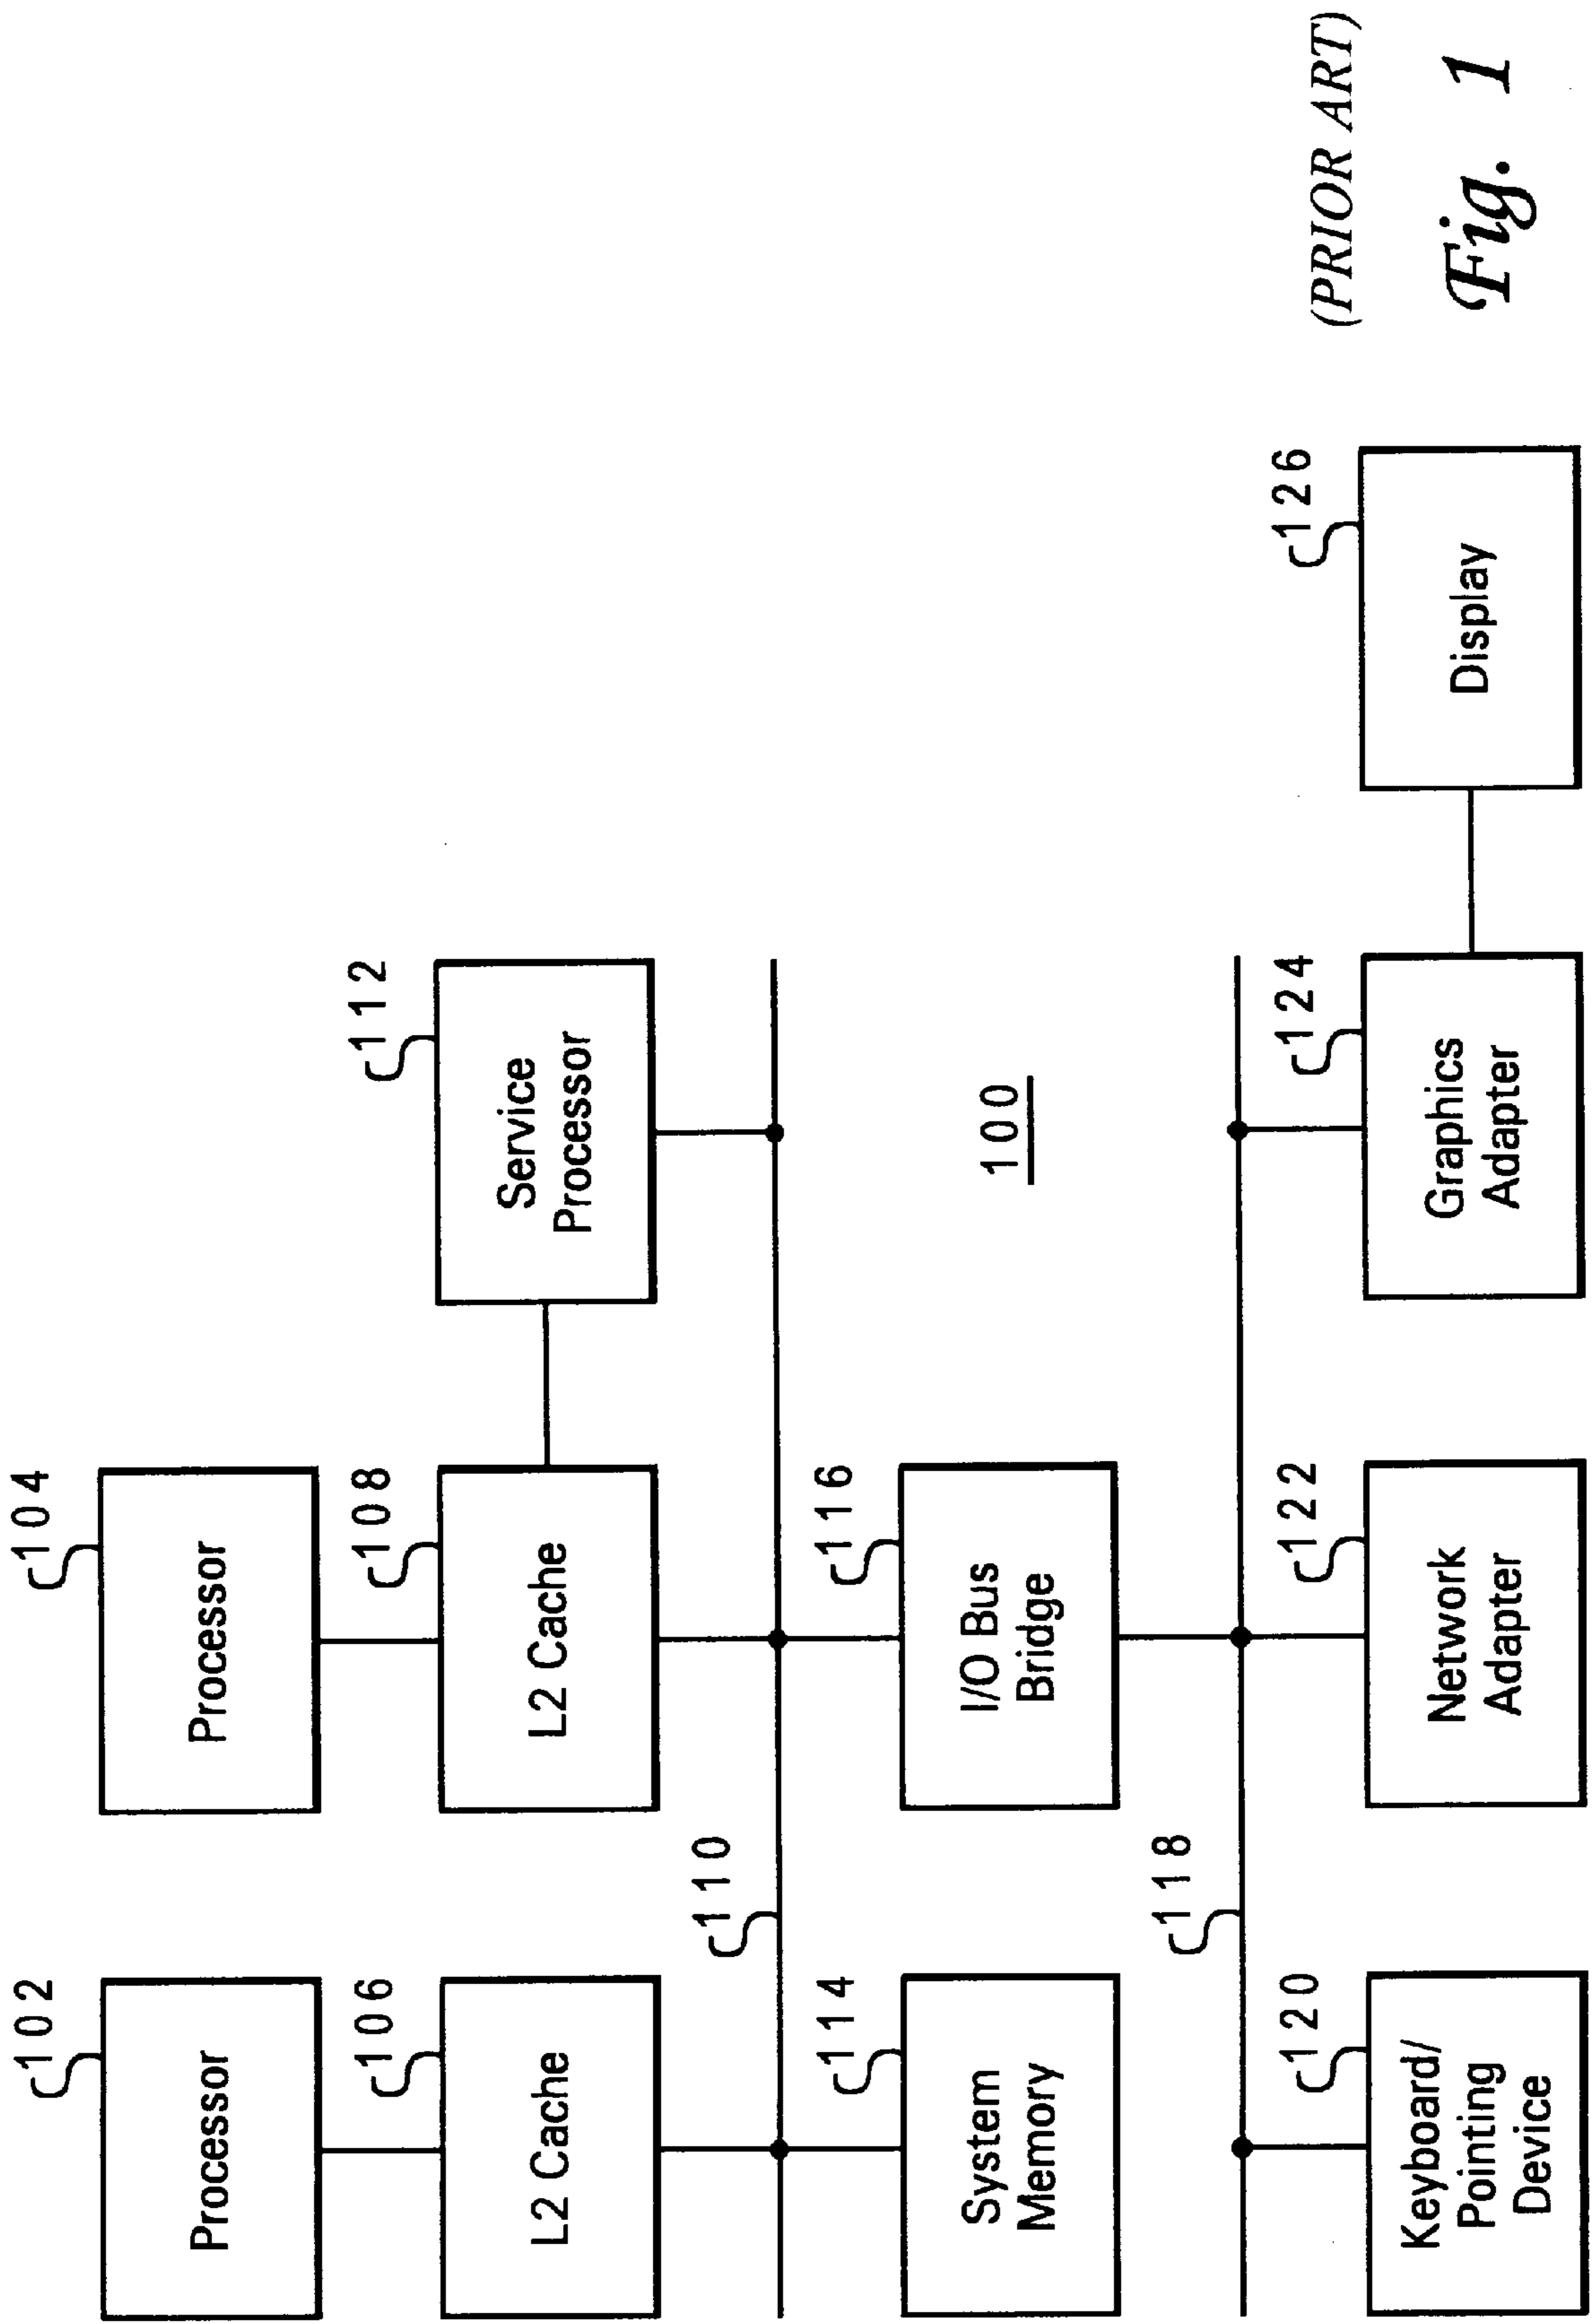 102
Processor
104
Processor
106
L2 Cache
108
L2 Cache
112
Service
Processor
110
114
System
Memory
116
I/O Bus
Bridge
100
118
120
Keyboard/
Pointing
Device
122
Network
Adapter
124
Graphics
Adapter
126
Display
(PRIOR ART)
Fig. 1